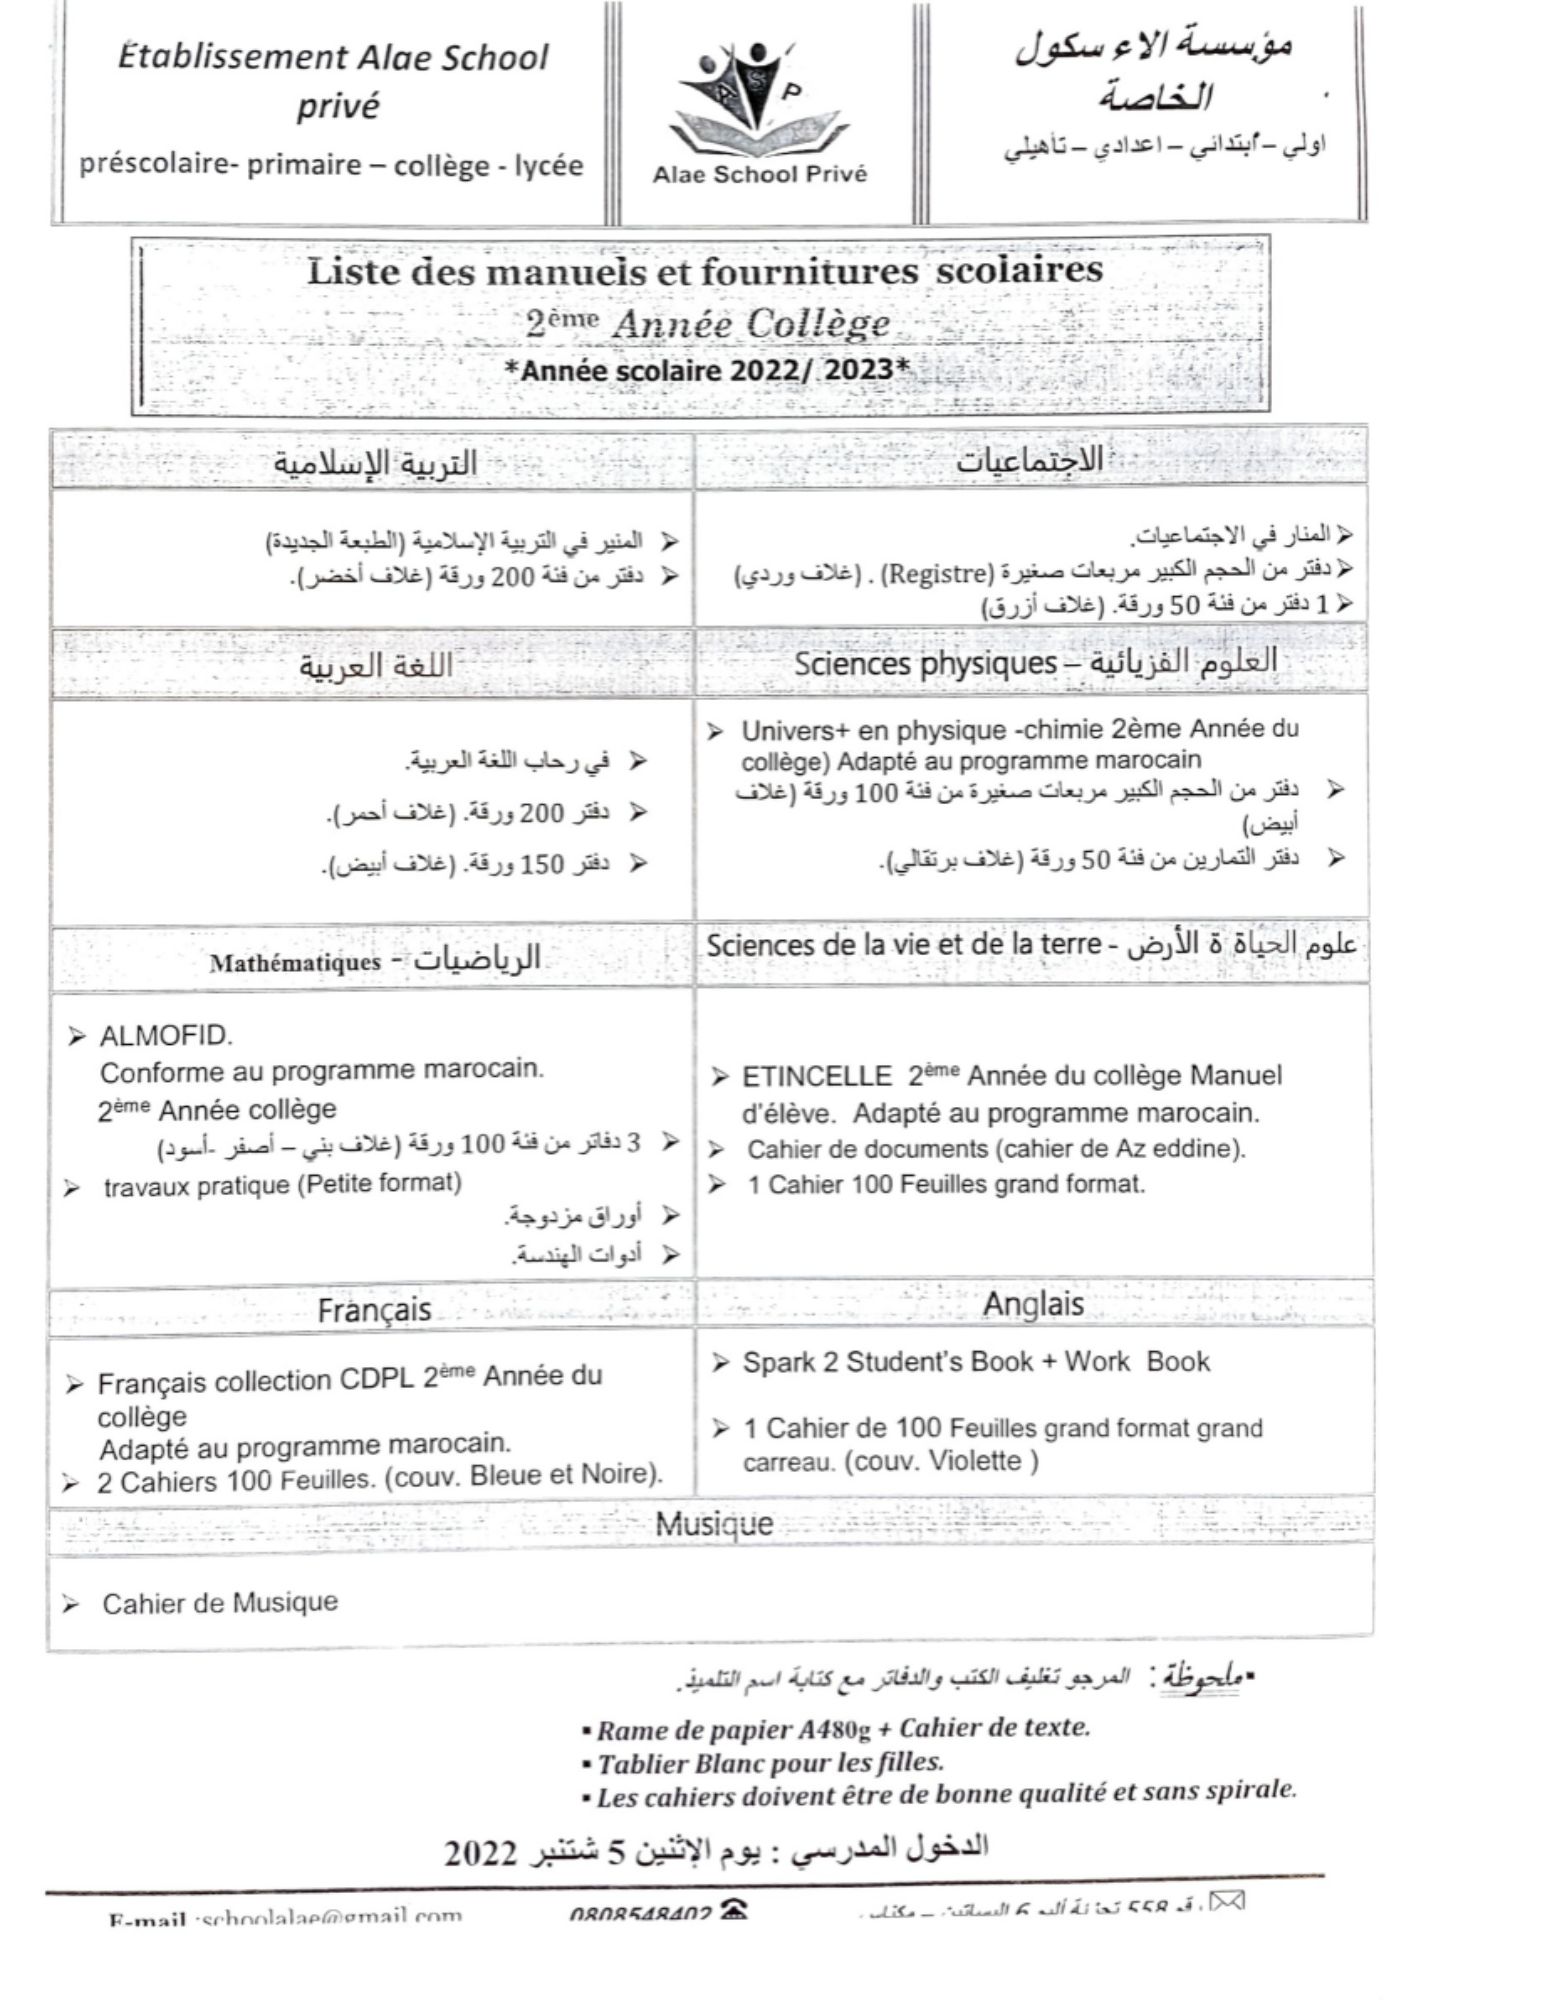 Établissement Alae School
privé
préscolaire- primaire – collège - lycée
A S P
Alae School Privé
مؤسسة الاء سكول
الخاصة
اولي – ابتدائي – اعدادي – تأهيلي
Liste des manuels et fournitures scolaires
2ème Année Collège
*Année scolaire 2022/ 2023*
التربية الإسلامية
المنير في التربية الإسلامية (الطبعة الجديدة)
دفتر من فئة 200 ورقة (غلاف أخضر).
الاجتماعيات
المنار في الاجتماعيات.
دفتر من الحجم الكبير مربعات صغيرة (Registre) . (غلاف وردي)
1 دفتر من فئة 50 ورقة. (غلاف أزرق)
اللغة العربية
في رحاب اللغة العربية.
دفتر 200 ورقة. (غلاف أحمر).
دفتر 150 ورقة. (غلاف أبيض).
Sciences physiques – العلوم الفزيائية
Univers+ en physique -chimie 2ème Année du
collège) Adapté au programme marocain
دفتر من الحجم الكبير مربعات صغيرة من فئة 100 ورقة (غلاف
أبيض)
دفتر التمارين من فئة 50 ورقة (غلاف برتقالي).
Mathématiques - الرياضيات
ALMOFID.
Conforme au programme marocain.
2ème Année collège
3 دفاتر من فئة 100 ورقة (غلاف بني – أصفر -أسود)
travaux pratique (Petite format)
أوراق مزدوجة.
أدوات الهندسة.
Sciences de la vie et de la terre - علوم الحياة ة الأرض
ETINCELLE 2ème Année du collège Manuel
d'élève. Adapté au programme marocain.
Cahier de documents (cahier de Az eddine).
1 Cahier 100 Feuilles grand format.
Français
Français collection CDPL 2ème Année du
collège
Adapté au programme marocain.
2 Cahiers 100 Feuilles. (couv. Bleue et Noire).
Anglais
Spark 2 Student's Book + Work Book
1 Cahier de 100 Feuilles grand format grand
carreau. (couv. Violette )
Musique
Cahier de Musique
▪ملحوظة : المرجو تغليف الكتب والدفاتر مع كتابة اسم التلميذ.
▪ Rame de papier A480g + Cahier de texte.
▪ Tablier Blanc pour les filles.
▪ Les cahiers doivent être de bonne qualité et sans spirale.
الدخول المدرسي : يوم الإثنين 5 شتنبر 2022
E-mail :schoolalae@gmail.com
0808548402
558 6 البساتين –